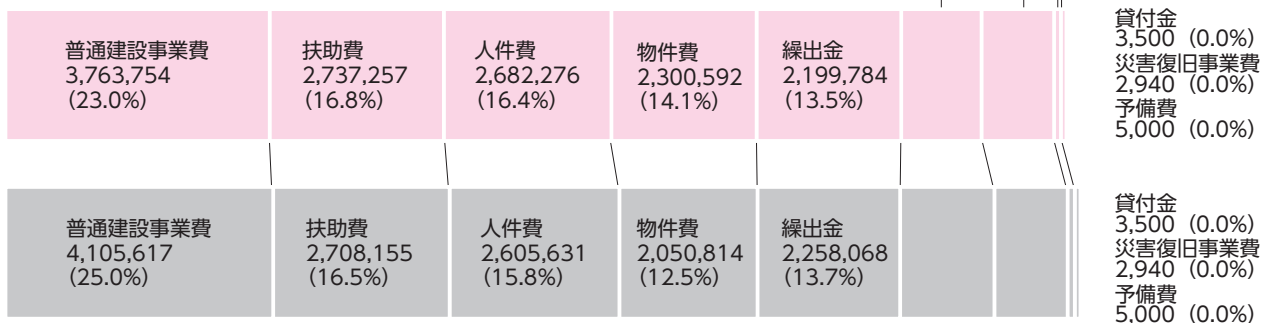 普通建設事業費
3,763,754
(23.0%)
扶助費
2,737,257
(16.8%)
人件費
2,682,276
(16.4%)
物件費
2,300,592
(14.1%)
繰出金
2,199,784
(13.5%)
貸付金
3,500 (0.0%)
災害復旧事業費
2,940 (0.0%)
予備費
5,000 (0.0%)
普通建設事業費
4,105,617
(25.0%)
扶助費
2,708,155
(16.5%)
人件費
2,605,631
(15.8%)
物件費
2,050,814
(12.5%)
繰出金
2,258,068
(13.7%)
貸付金
3,500 (0.0%)
災害復旧事業費
2,940 (0.0%)
予備費
5,000 (0.0%)